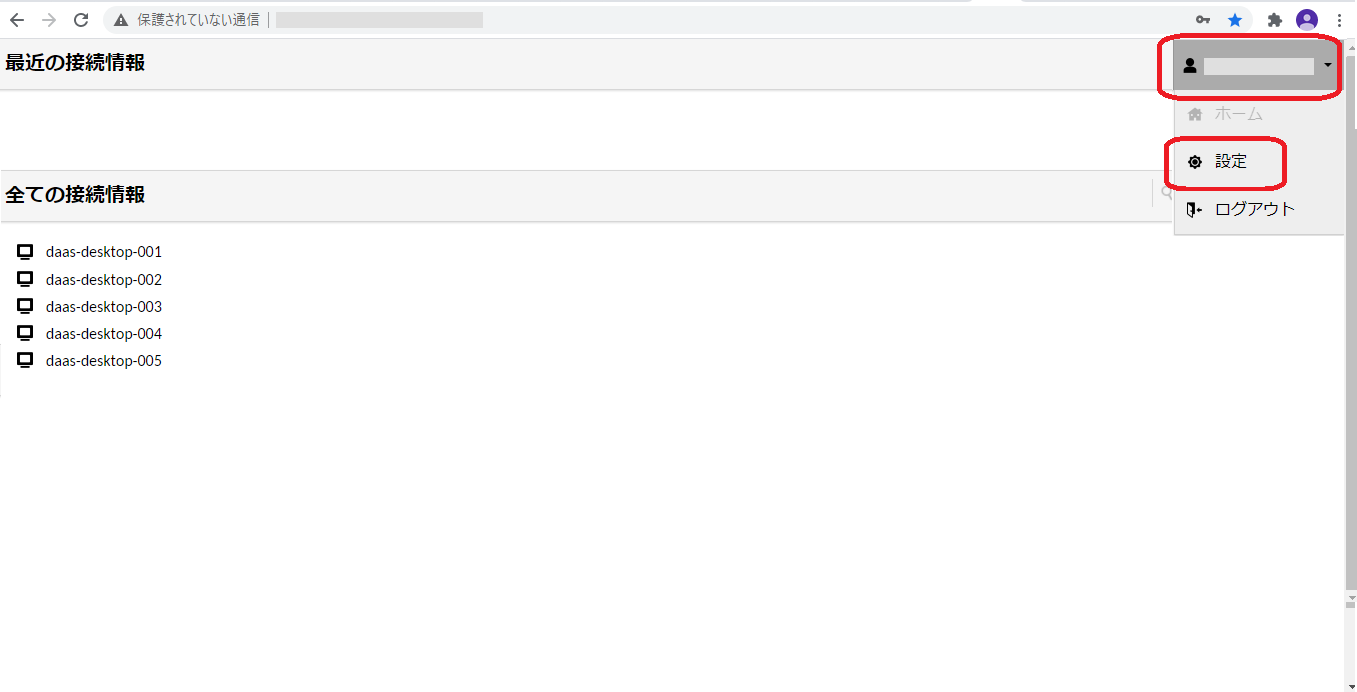 保護されていない通信
最近の接続情報
ホーム
設定
ログアウト
全ての接続情報
daas-desktop-001
daas-desktop-002
daas-desktop-003
daas-desktop-004
daas-desktop-005